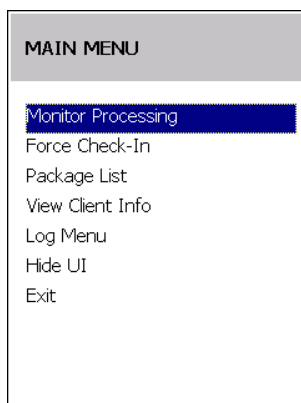 MAIN MENU
Monitor Processing
Force Check-In
Package List
View Client Info
Log Menu
Hide UI
Exit